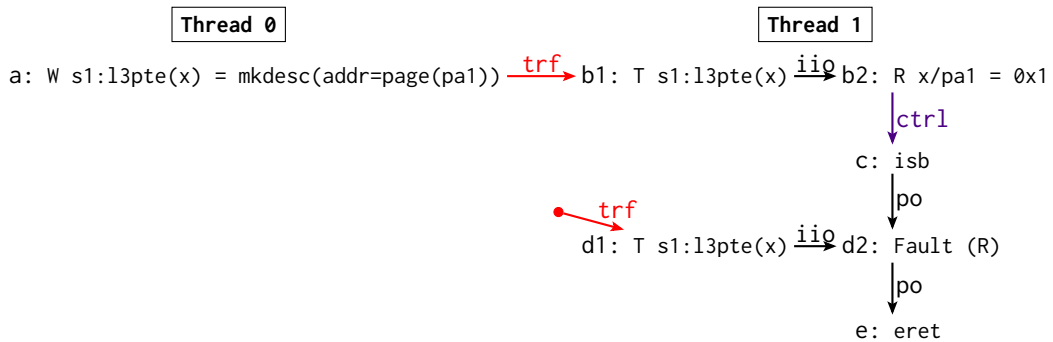 Thread 0
Thread 1
a: W s1:l3pte(x) = mkdesc(addr=page(pa1))
trf
b1: T s1:l3pte(x)
iio
b2: R x/pa1 = 0x1
ctrl
c: isb
po
trf
d1: T s1:l3pte(x)
iio
d2: Fault (R)
po
e: eret